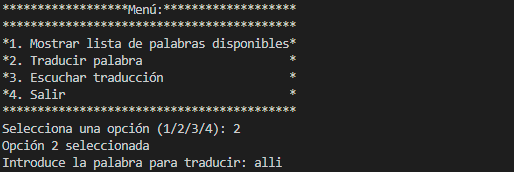 ******************Menú:*******************
******************************************
*1. Mostrar lista de palabras disponibles*
*2. Traducir palabra                     *
*3. Escuchar traducción                  *
*4. Salir                                *
******************************************
Selecciona una opción (1/2/3/4): 2
Opción 2 seleccionada
Introduce la palabra para traducir: alli